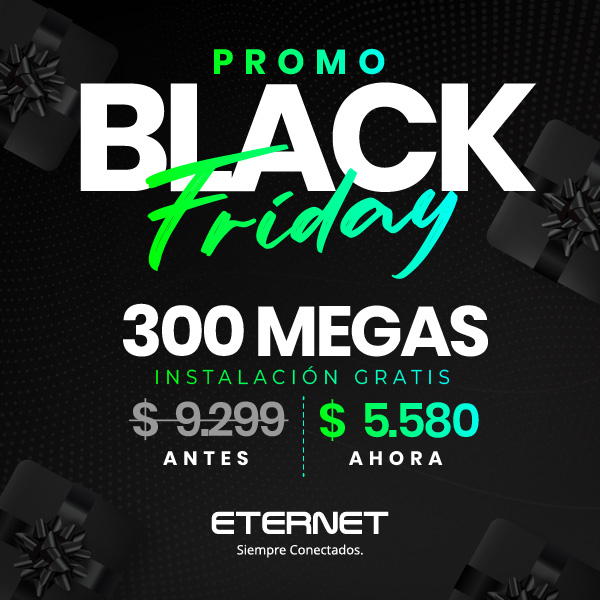 PROMO
BLACK
Friday
300 MEGAS
INSTALACIÓN GRATIS
$ 9.299 $ 5.580
ANTES AHORA
ETERNET
Siempre Conectados.